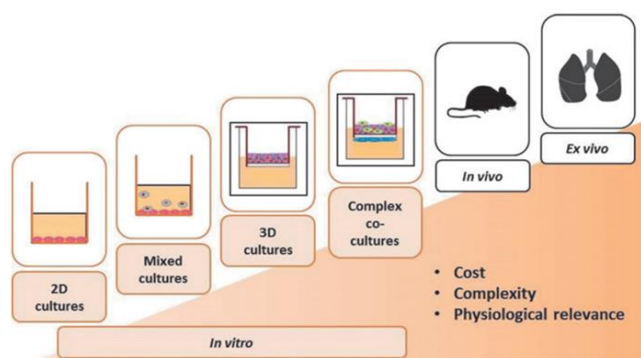 2D
cultures
Mixed
cultures
3D
cultures
Complex
co-
cultures
In vivo
Ex vivo
In vitro
• Cost
• Complexity
• Physiological relevance